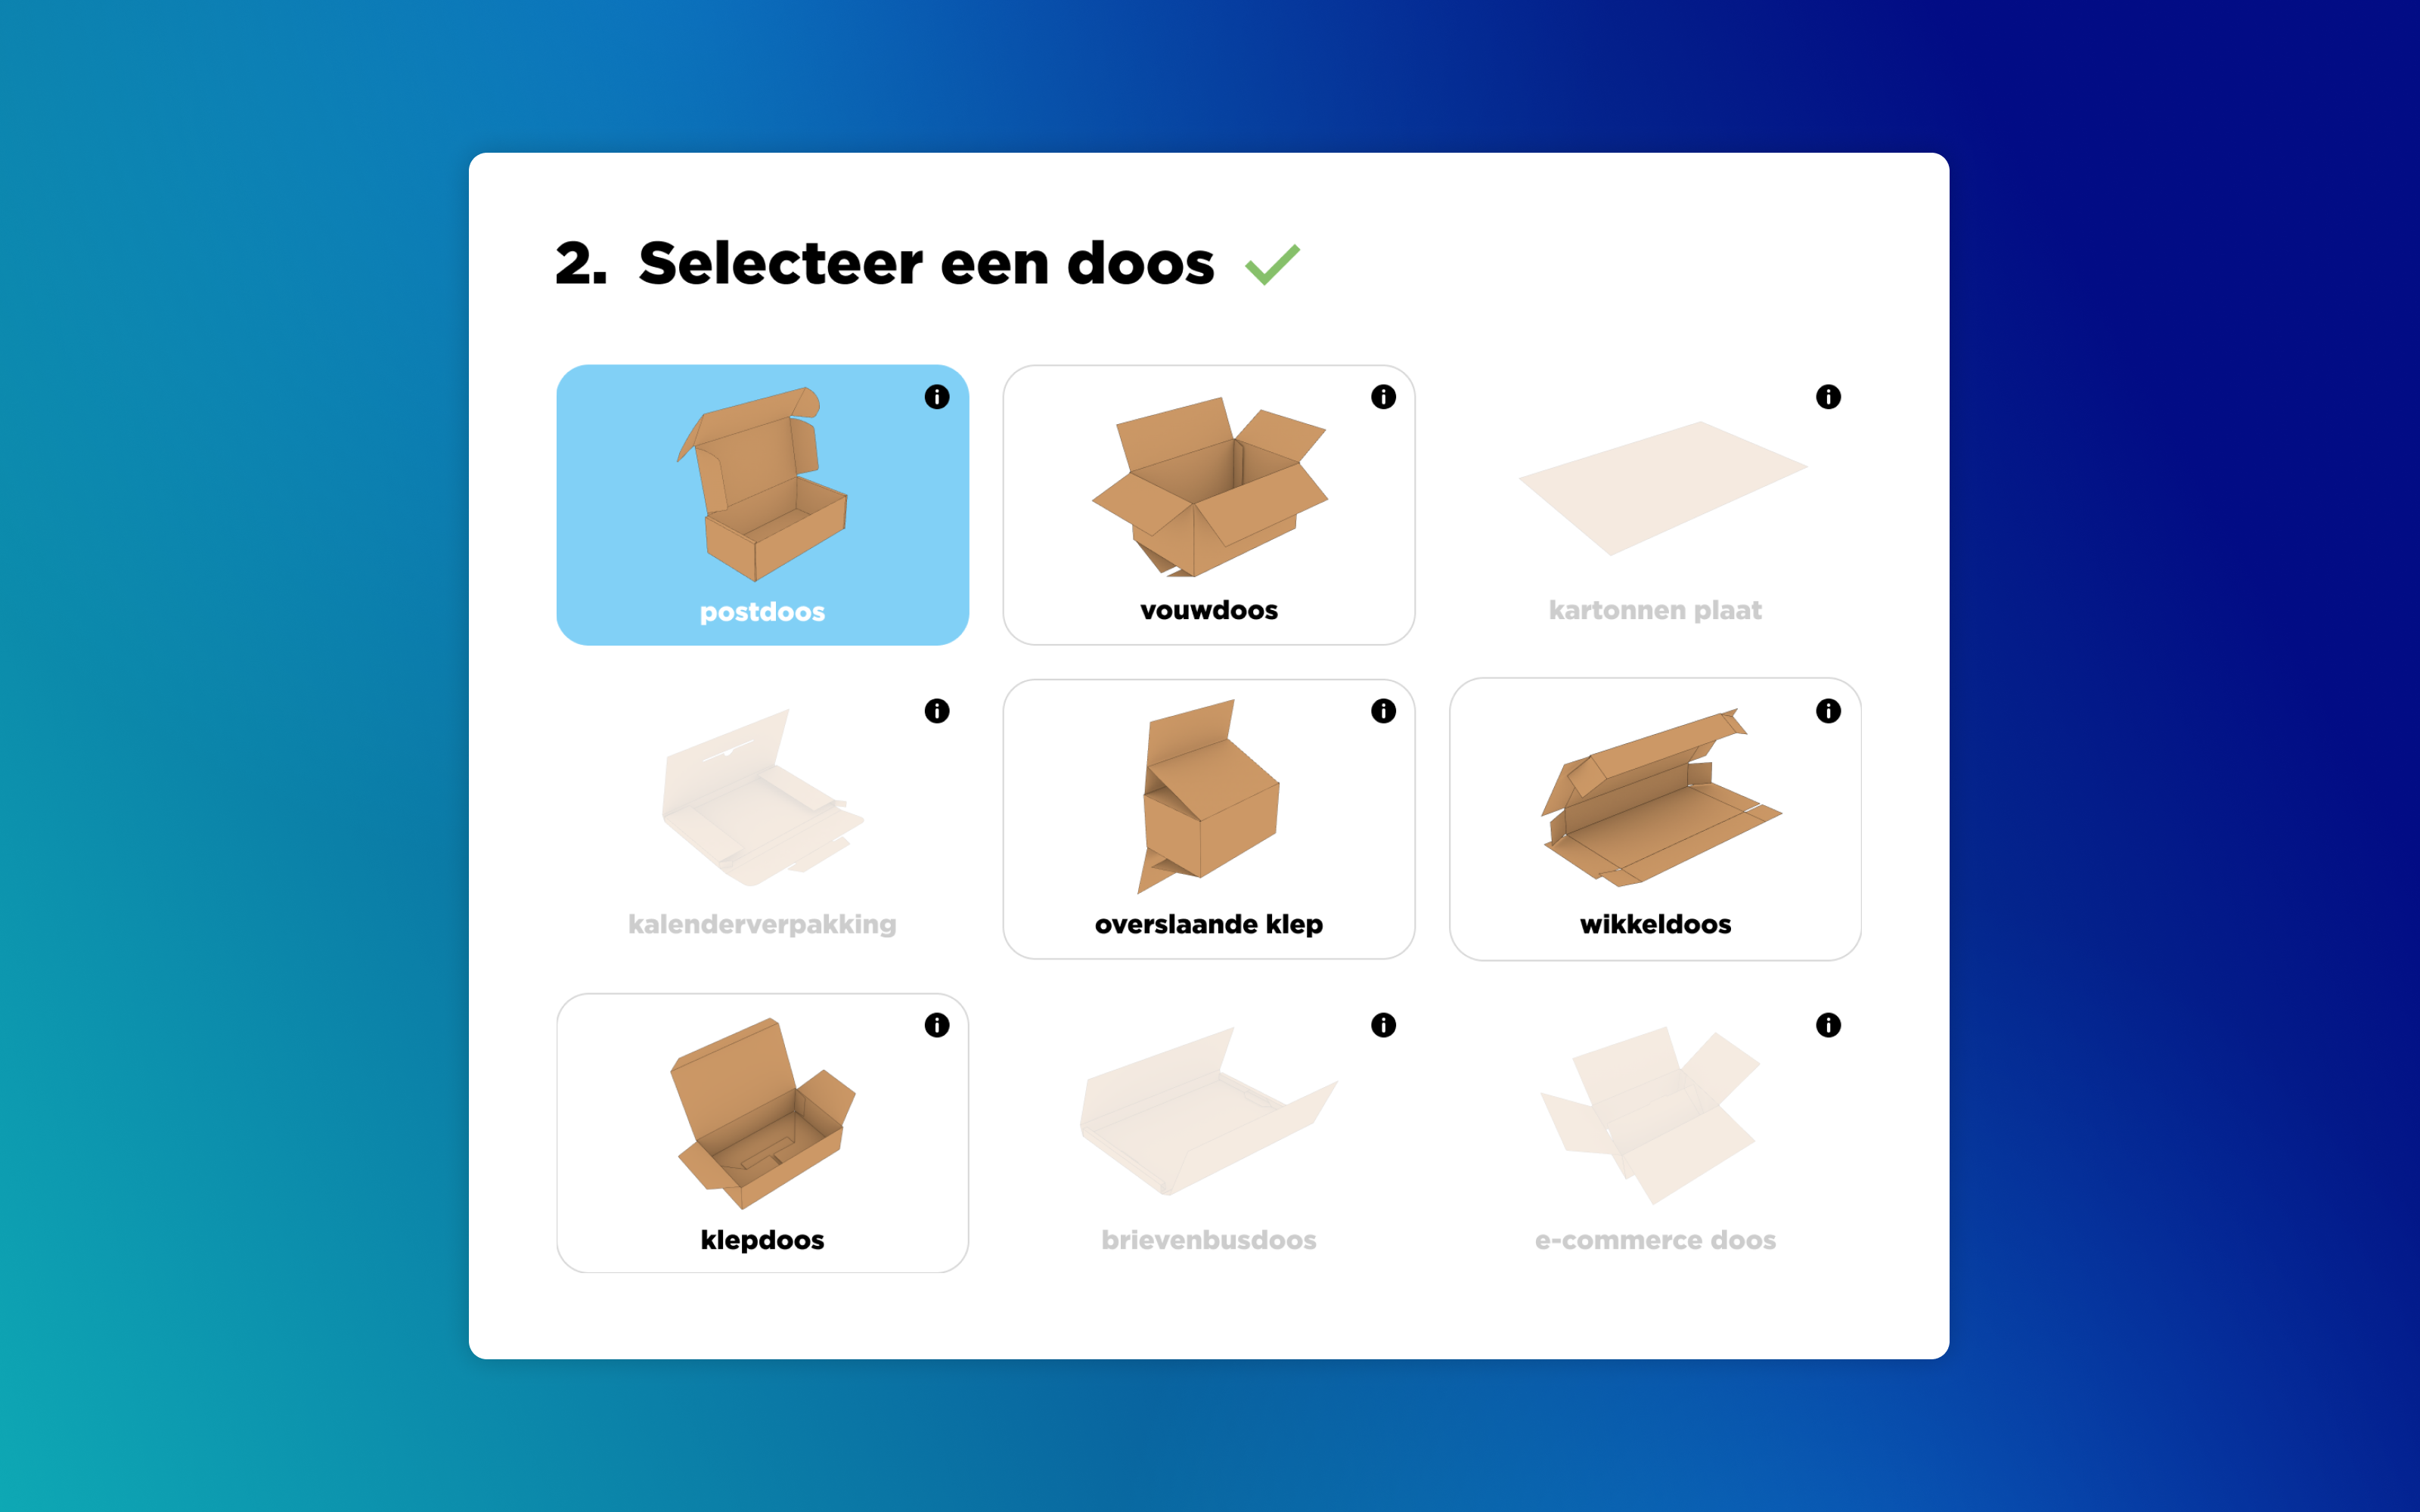 2. Selecteer een doos
postdoos
vouwdoos
kartonnen plaat
kalenderverpakking
overslaande klep
wikkeldoos
klepdoos
brievenbusdoos
e-commerce doos